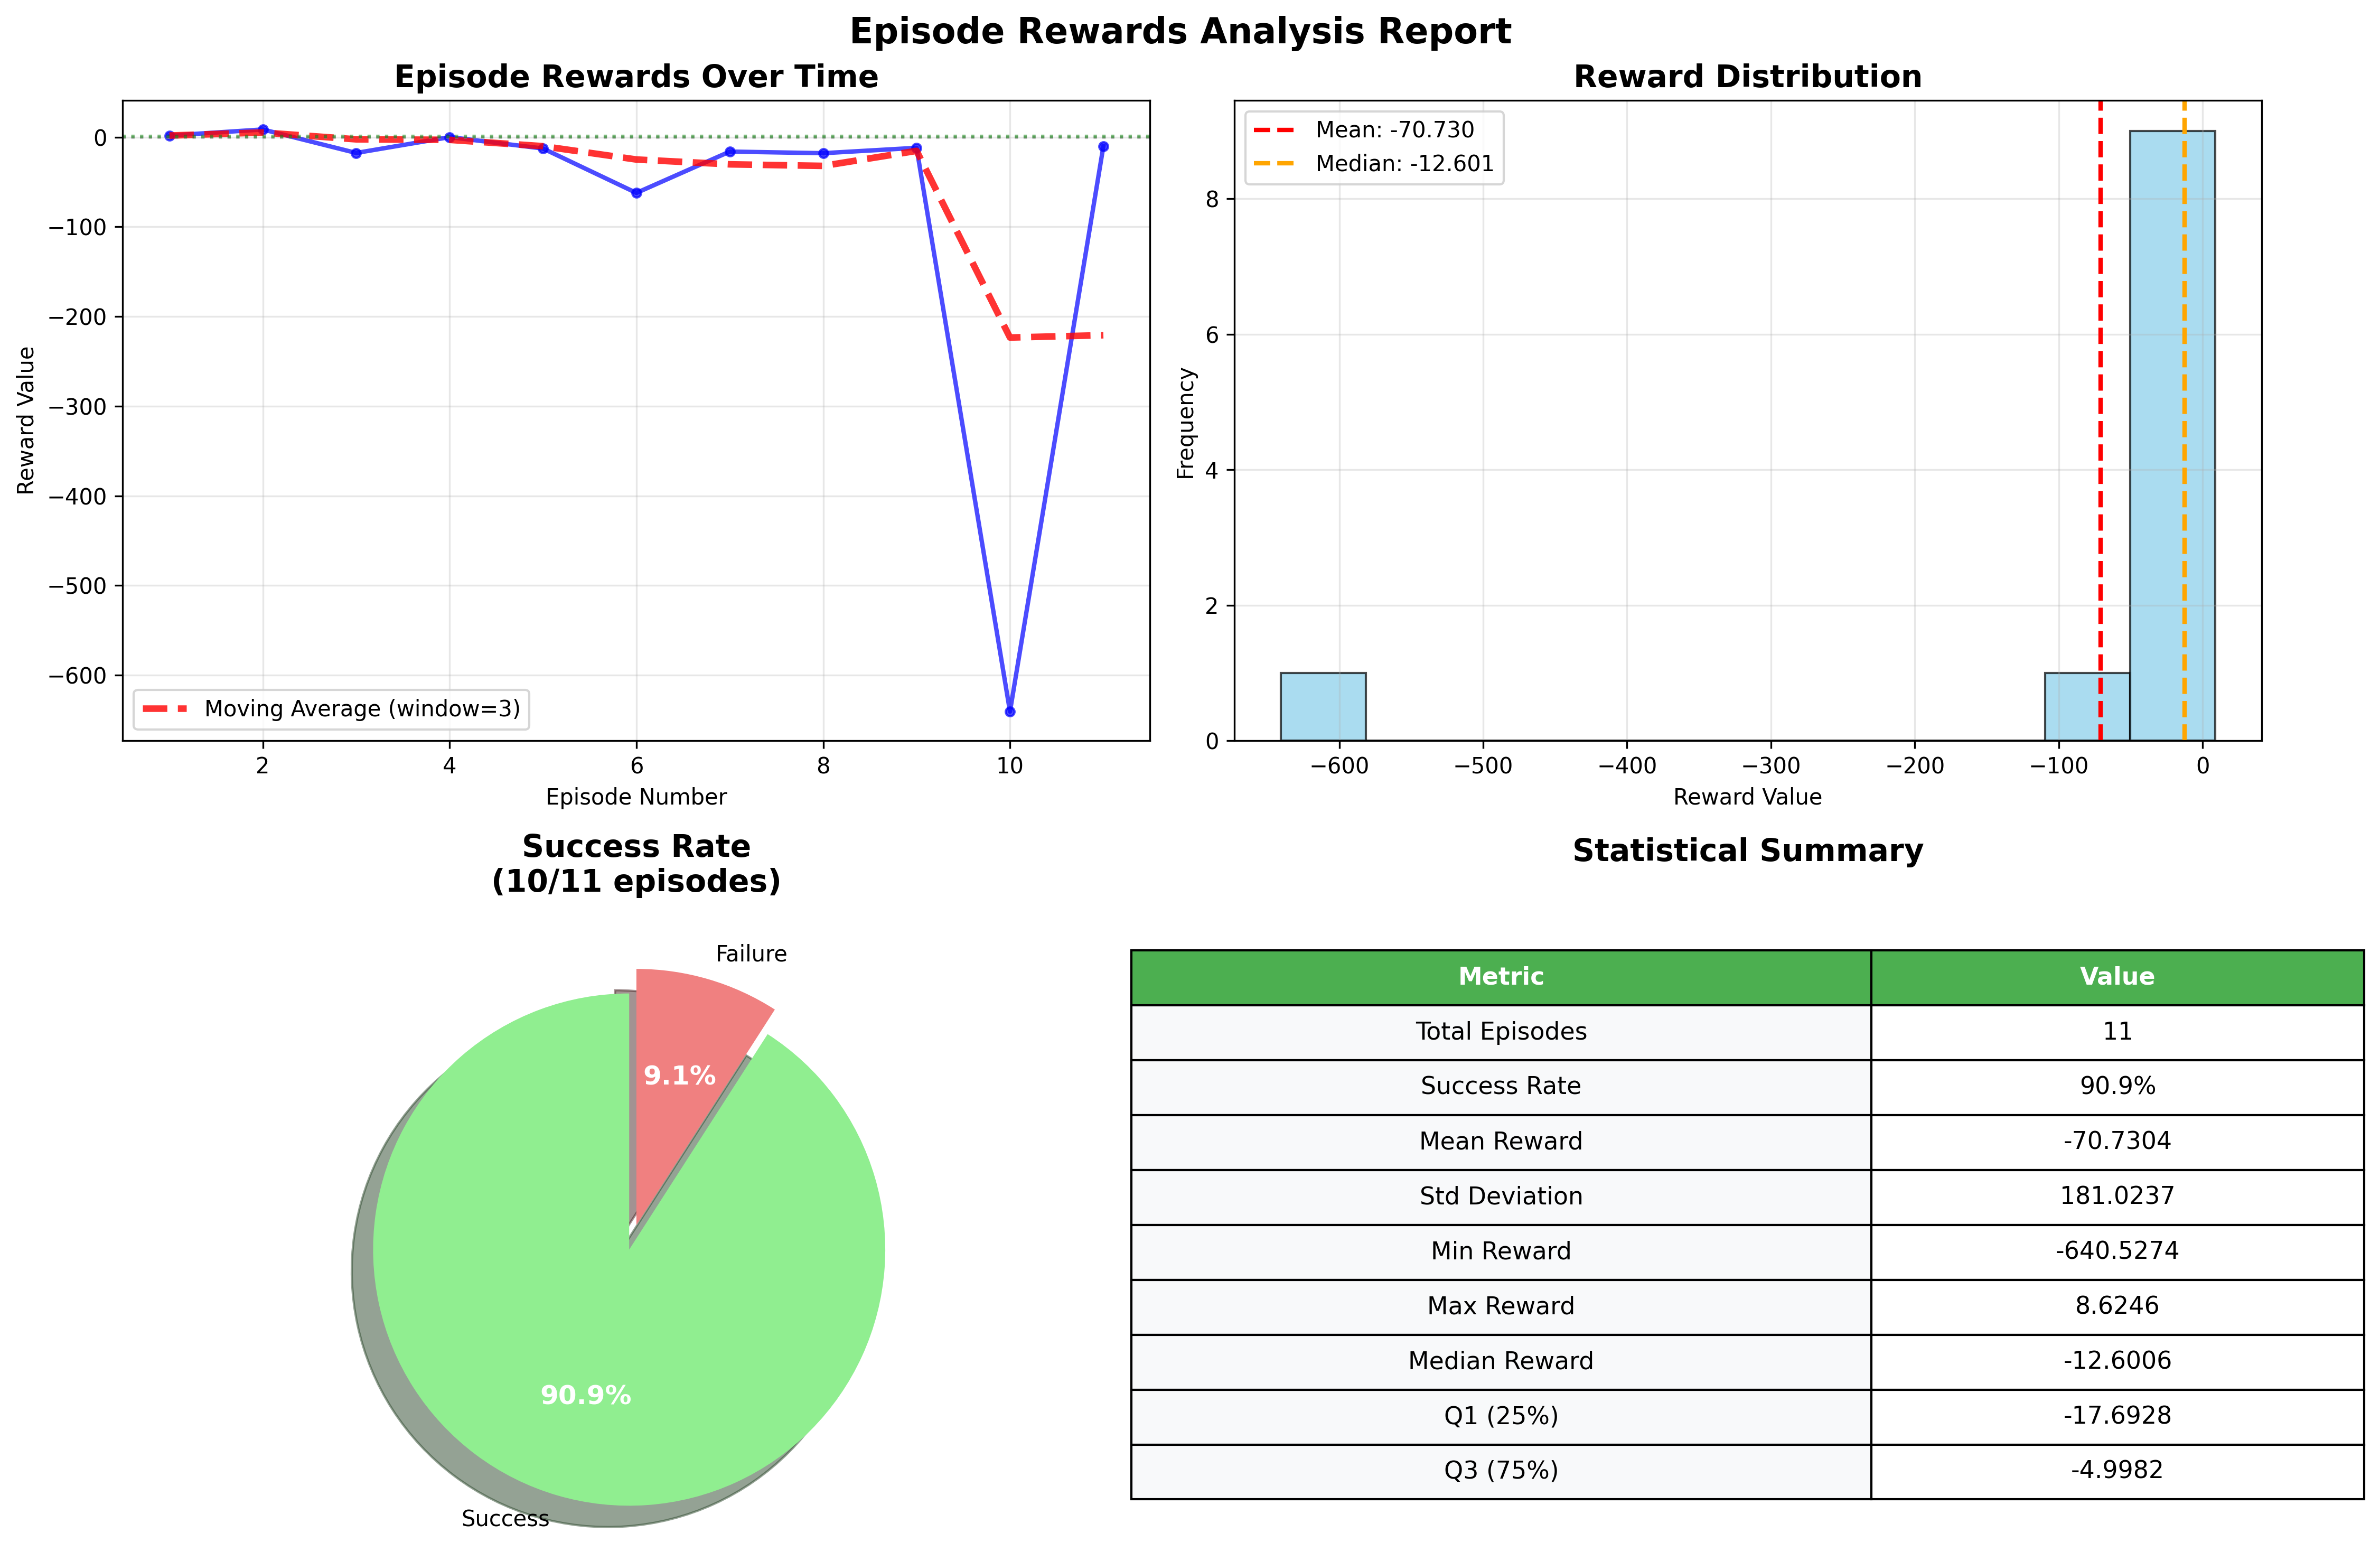 Episode Rewards Analysis Report
Episode Rewards Over Time
Reward Value
0
−100
−200
−300
−400
−500
−600
Moving Average (window=3)
2
4
6
8
10
Episode Number
Reward Distribution
Frequency
Mean: -70.730
Median: -12.601
8
6
4
2
0
−600
−500
−400
−300
−200
−100
0
Reward Value
Success Rate
(10/11 episodes)
Failure
9.1%
90.9%
Success
Statistical Summary
Metric Value
Total Episodes 11
Success Rate 90.9%
Mean Reward -70.7304
Std Deviation 181.0237
Min Reward -640.5274
Max Reward 8.6246
Median Reward -12.6006
Q1 (25%) -17.6928
Q3 (75%) -4.9982